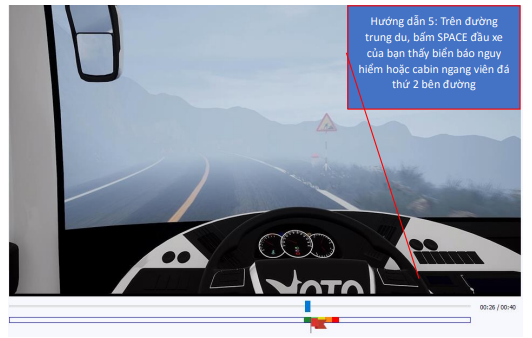 Hướng dẫn 5: Trên đường
trung du, bấm SPACE đầu xe
của bạn thấy biển báo nguy
hiểm hoặc cabin ngang viên đá
thứ 2 bên đường
OTO
00:26 / 00:40